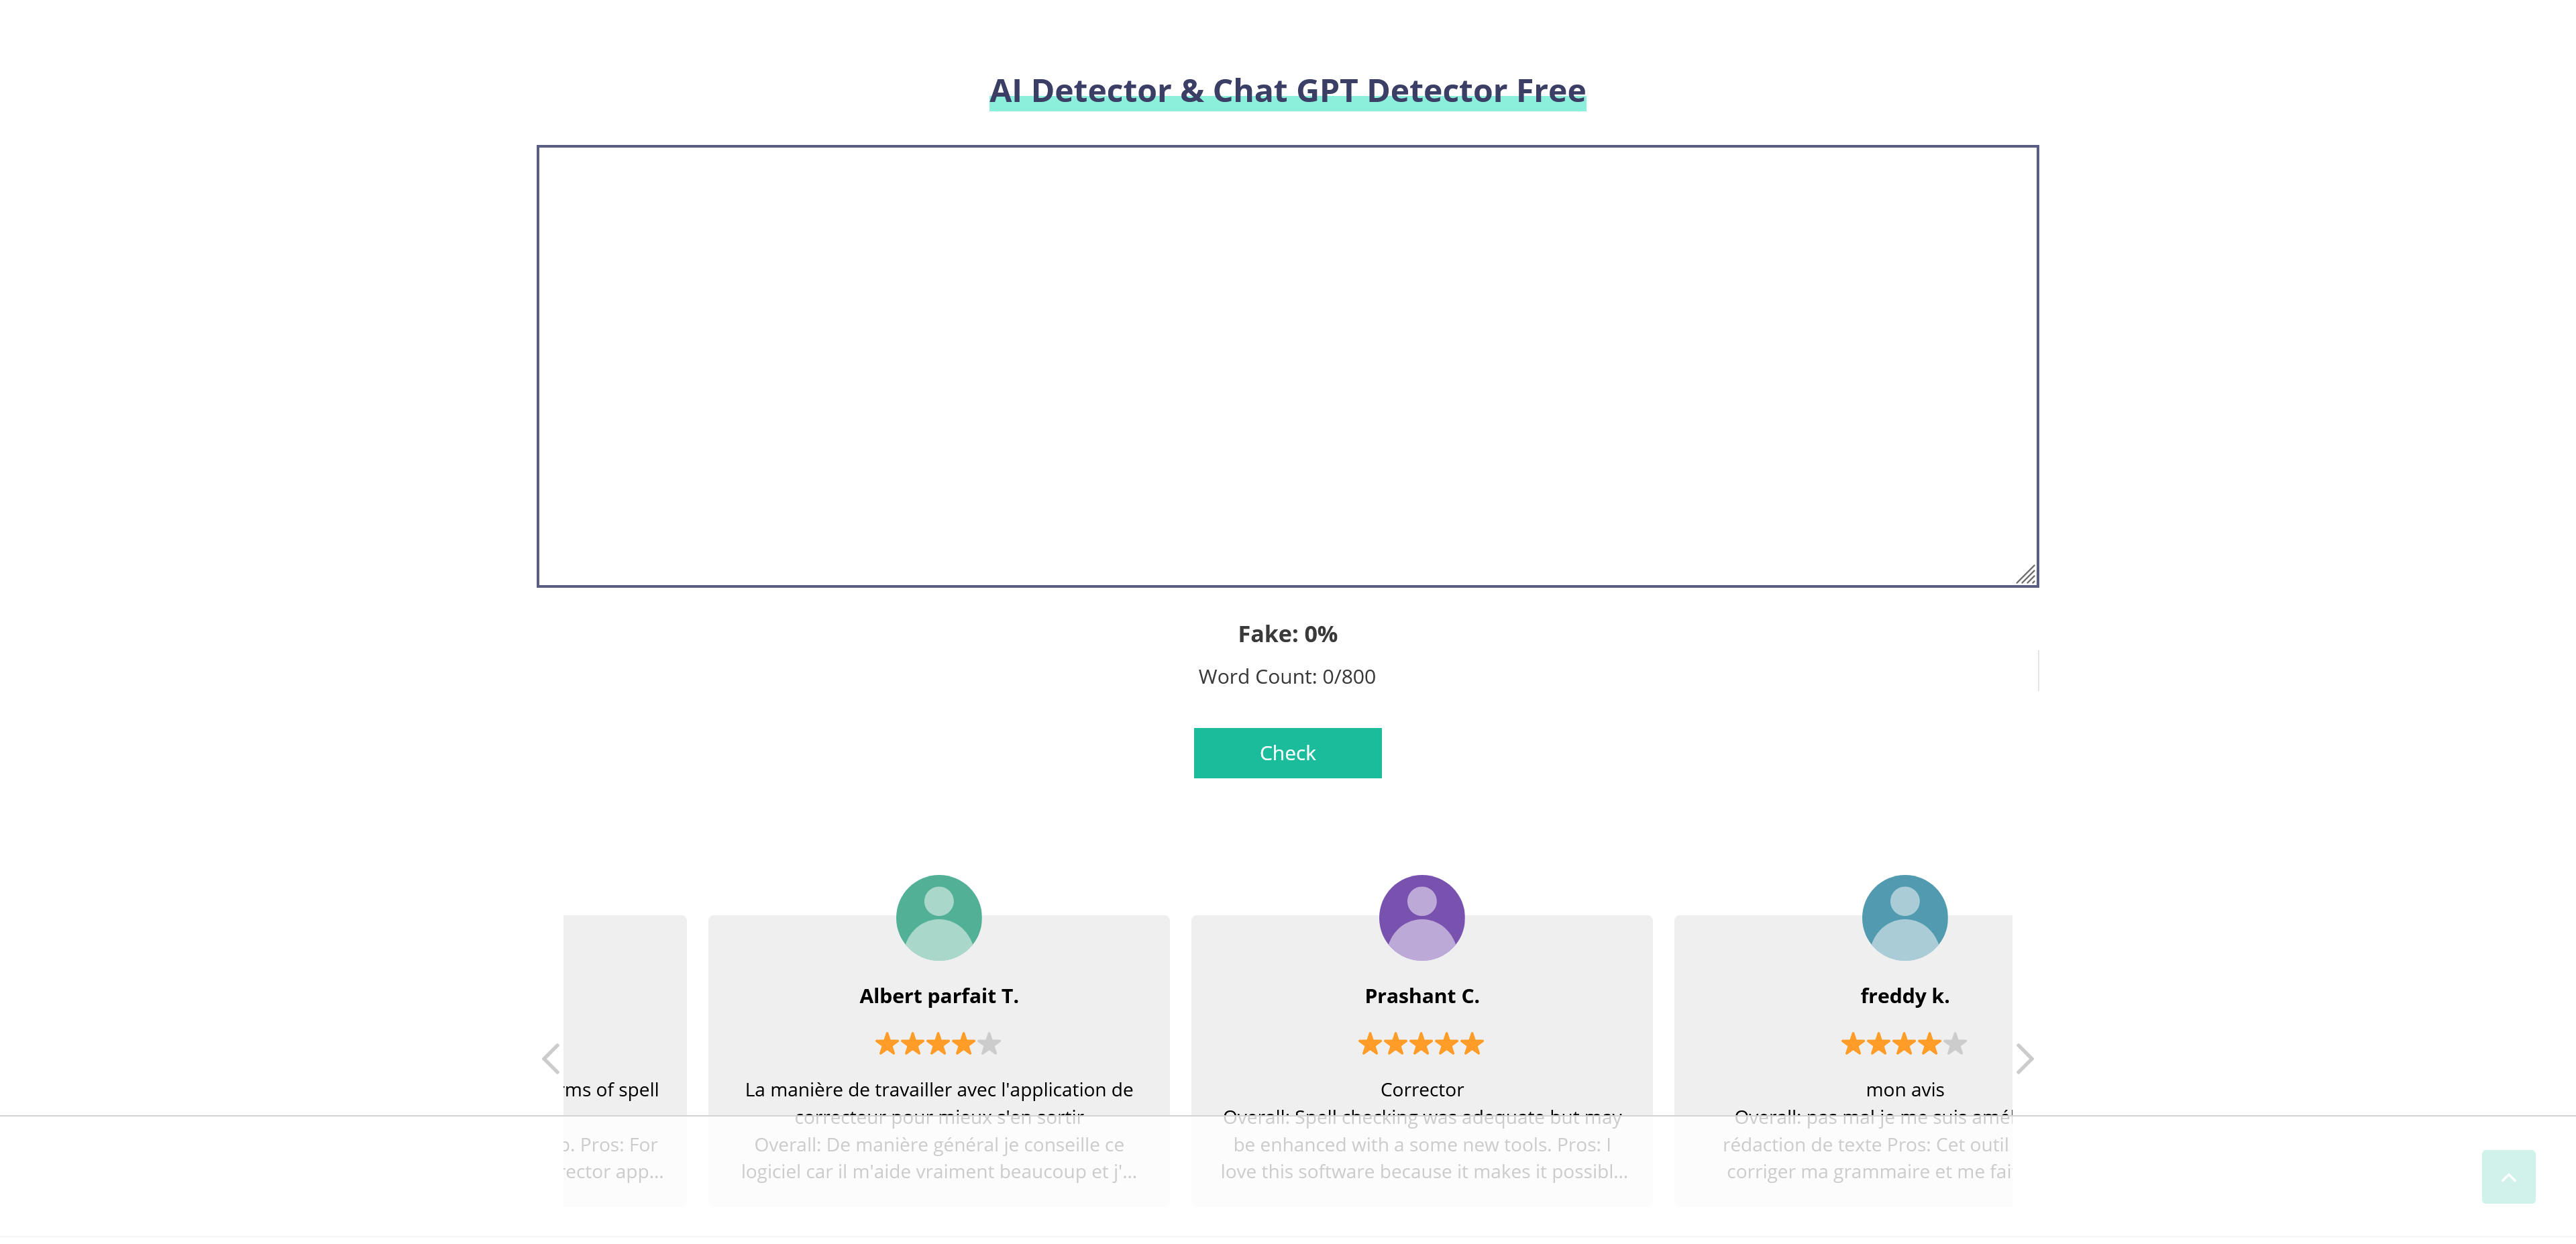 AI Detector & Chat GPT Detector Free
Fake: 0%
Word Count: 0/800
Check
rms of spell
o. Pros: For
rector app...
Albert parfait T.
La manière de travailler avec l'application de
correcteur pour mieux s'en sortir
Overall: De manière général je conseille ce
logiciel car il m'aide vraiment beaucoup et j'...
Prashant C.
Corrector
Overall: Spell checking was adequate but may
be enhanced with a some new tools. Pros: I
love this software because it makes it possibl...
freddy k.
mon avis
Overall: pas mal je me suis amél
rédaction de texte Pros: Cet outil
corriger ma grammaire et me fai